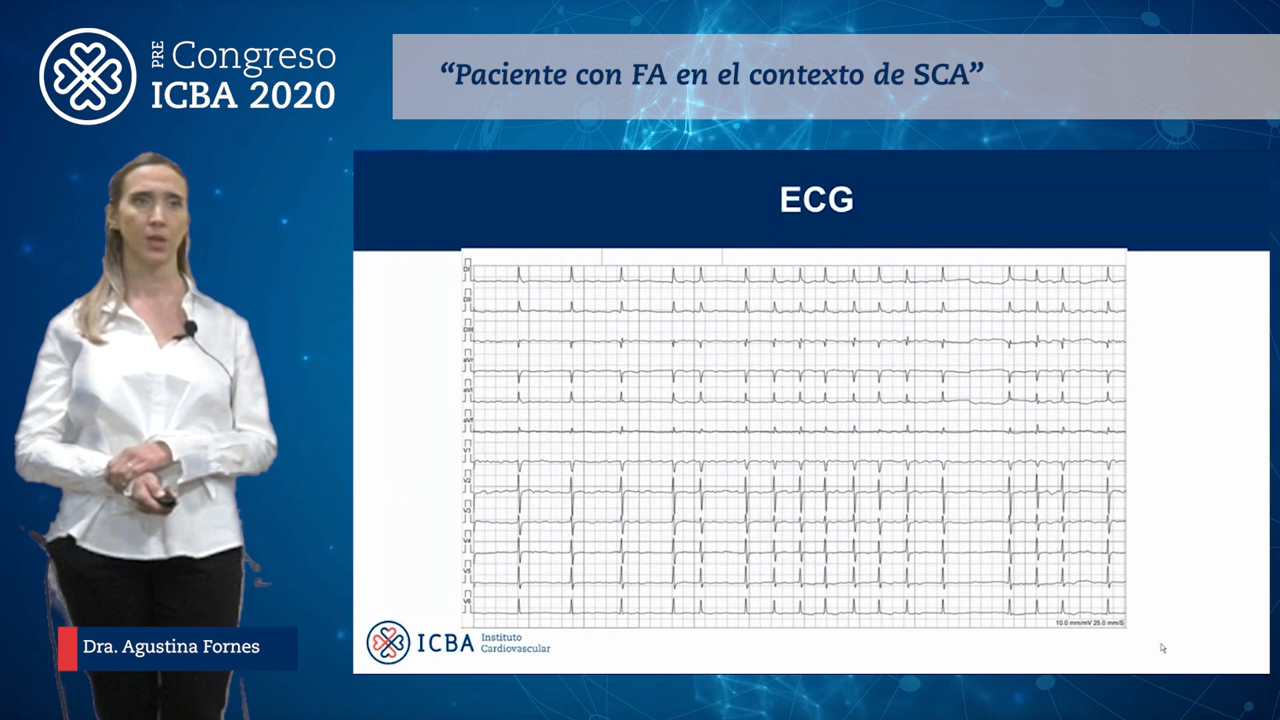 PRE Congreso
ICBA 2020
“Paciente con FA en el contexto de SCA”
ECG
DI
DII
DIII
aVr
aVl
aVf
V1
V2
V3
V4
V5
V6
10.0 mm/mV 25.0 mm/S
ICBA Instituto
Cardiovascular
Dra. Agustina Fornes